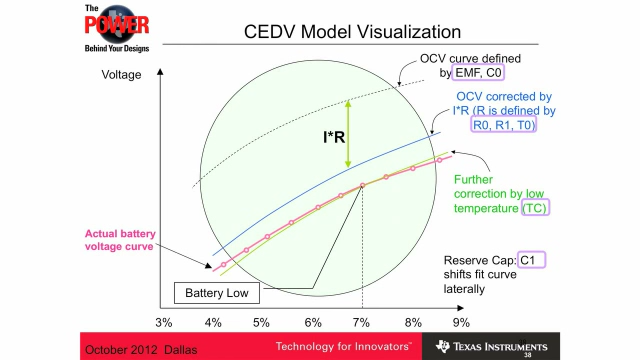 The
POWER
Behind Your Designs
CEDV Model Visualization
Voltage
OCV curve defined
by EMF, C0
OCV corrected by
I*R (R is defined by
R0, R1, T0)
I*R
Further
correction by low
temperature (TC)
Actual battery
voltage curve
Reserve Cap: C1
shifts fit curve
laterally
Battery Low
3% 4% 5% 6% 7% 8% 9%
October 2012 Dallas
Technology for Innovators™
TEXAS INSTRUMENTS
38